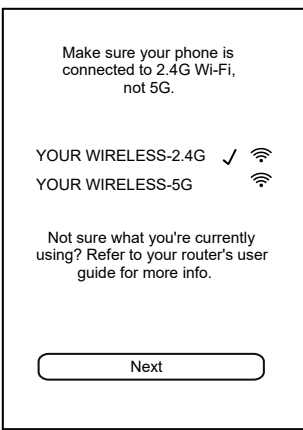 Make sure your phone is
connected to 2.4G Wi-Fi,
not 5G.
YOUR WIRELESS-2.4G
YOUR WIRELESS-5G
Not sure what you're currently
using? Refer to your router's user
guide for more info.
Next